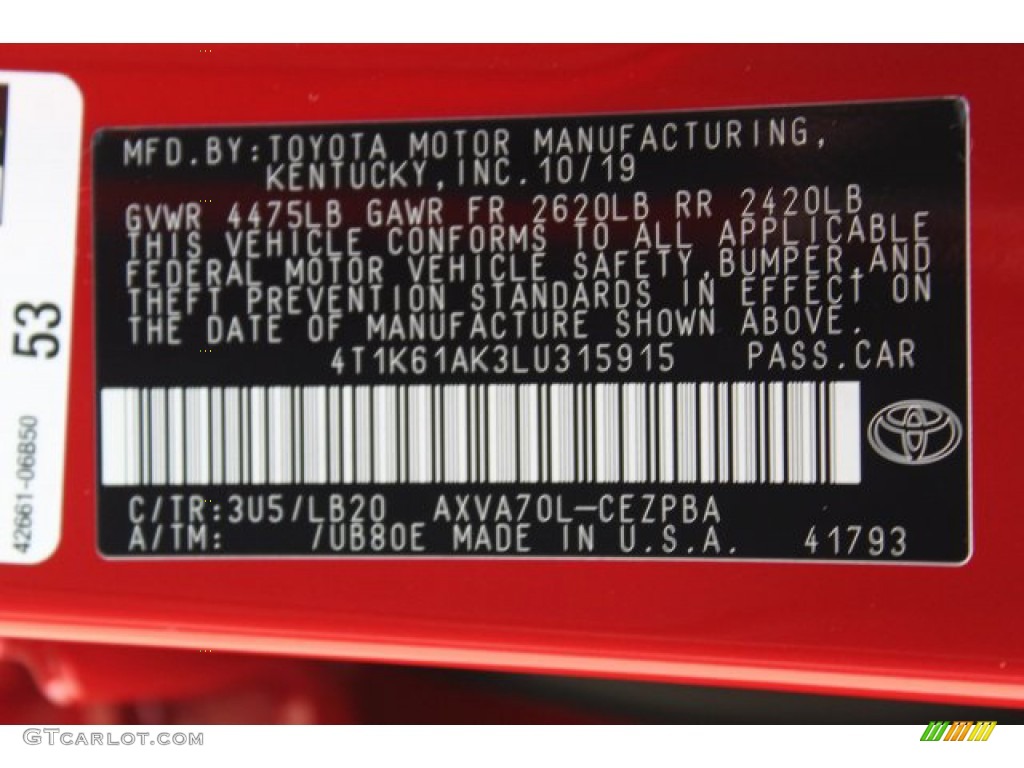 MFD.BY:TOYOTA MOTOR MANUFACTURING,
KENTUCKY,INC.10/19
GVWR 4475LB GAWR FR 2620LB RR 2420LB
THIS VEHICLE CONFORMS TO ALL APPLICABLE
FEDERAL MOTOR VEHICLE SAFETY,BUMPER,AND
THEFT PREVENTION STANDARDS IN EFFECT ON
THE DATE OF MANUFACTURE SHOWN ABOVE.
4T1K61AK3LU315915 PASS.CAR
C/TR:3U5/LB20 AXVA70L-CEZPBA
A/TM: /UB80E MADE IN U.S.A. 41793
53
42661-06850
GTCARLOT.COM